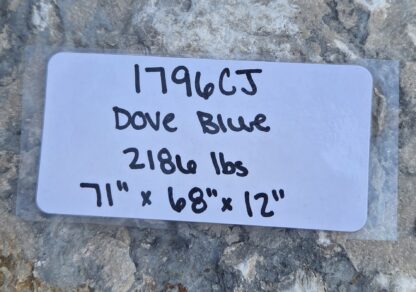 1796CJ
Dove Blue
2186 lbs
71" x 68" x 12"